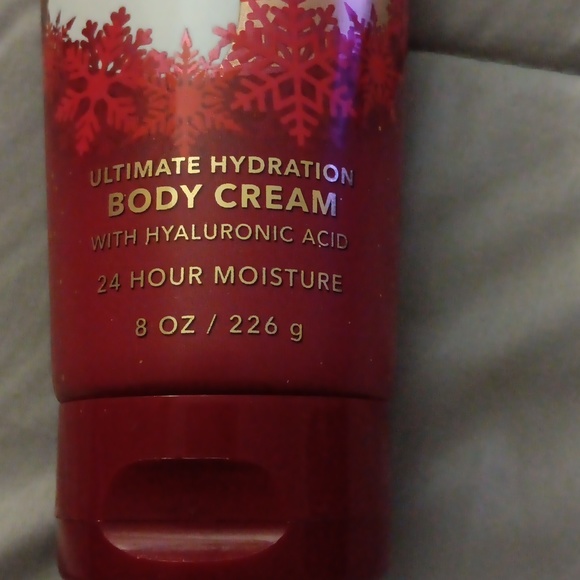 ULTIMATE HYDRATION
BODY CREAM
WITH HYALURONIC ACID
24 HOUR MOISTURE
8 OZ / 226 g